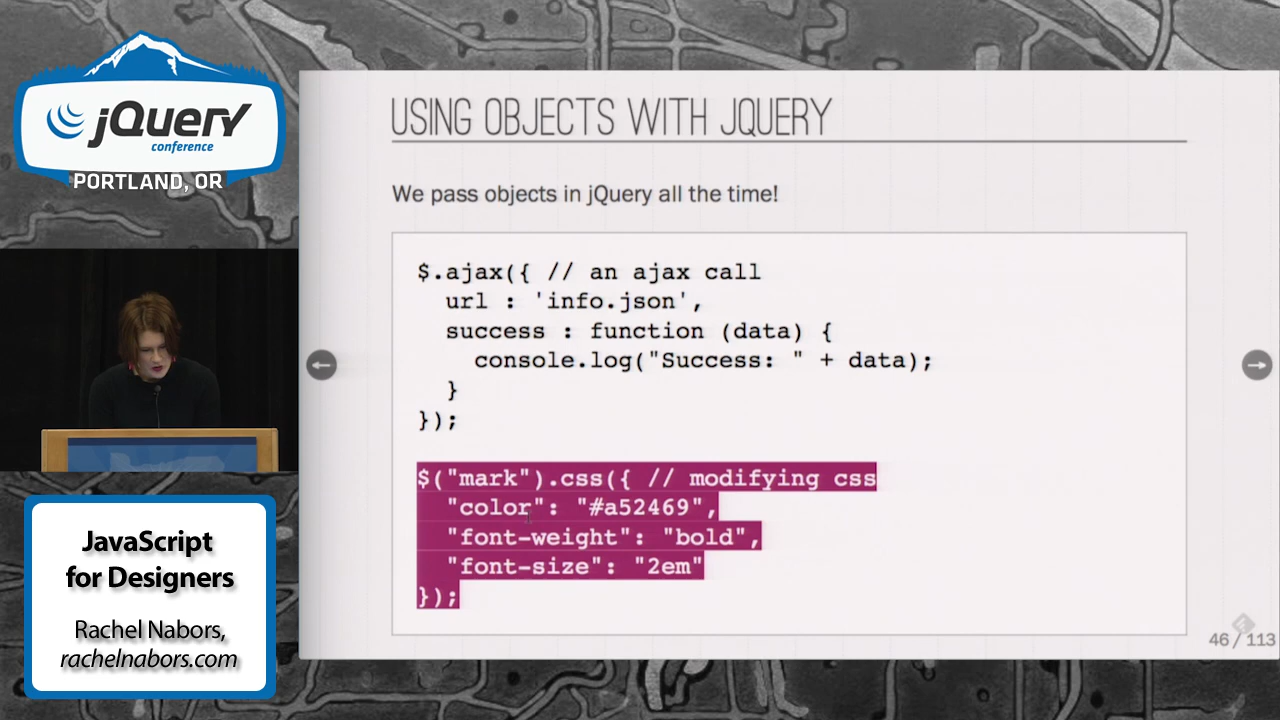 jQuery
conference
PORTLAND, OR
USING OBJECTS WITH JQUERY
We pass objects in jQuery all the time!
$.ajax({ // an ajax call
url : 'info.json',
success : function (data) {
console.log("Success: " + data);
}
});
$("mark").css({ // modifying css
"color": "#a52469",
"font-weight": "bold",
"font-size": "2em"
});
46 / 113
JavaScript
for Designers
Rachel Nabors,
rachelnabors.com